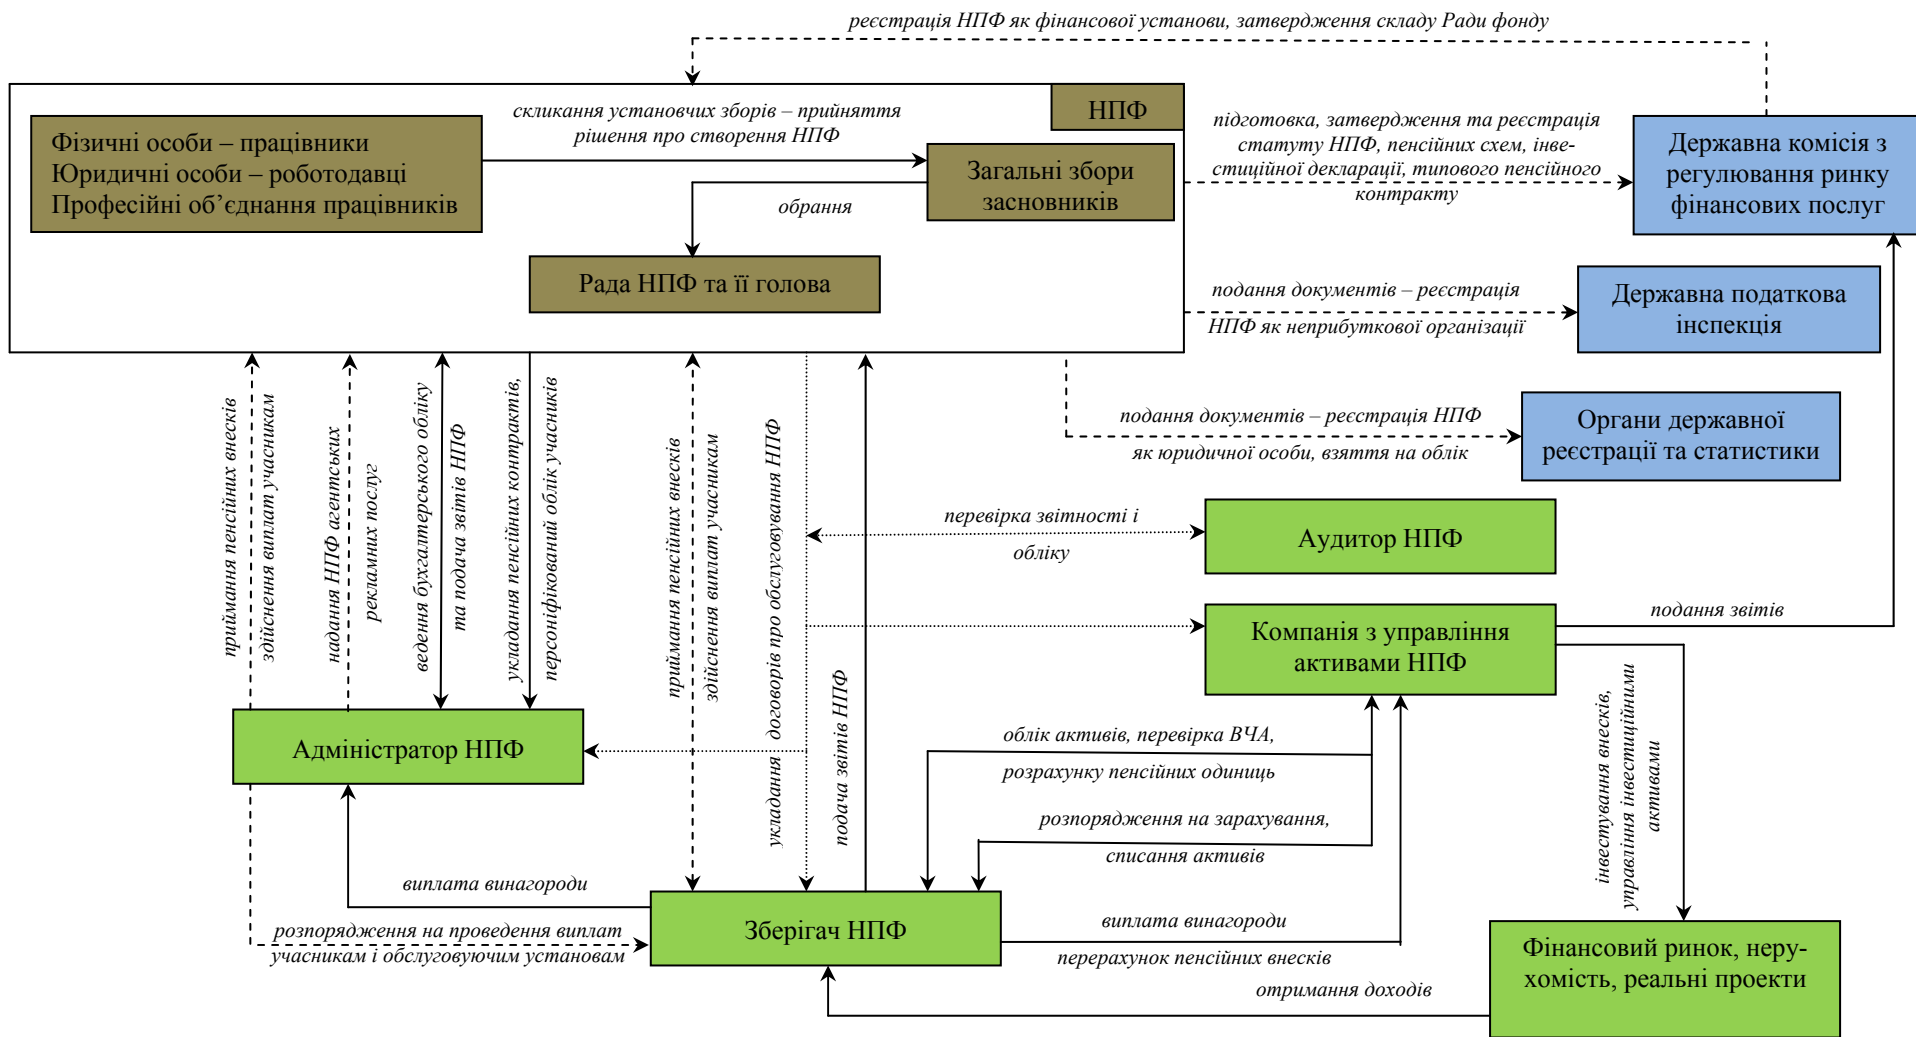 реєстрація НПФ як фінансової установи, затвердження складу Ради фонду
НПФ
скликання установчих зборів – прийняття
рішення про створення НПФ
Фізичні особи – працівники
Юридичні особи – роботодавці
Професійні об’єднання працівників
Загальні збори
засновників
обрання
Рада НПФ та її голова
підготовка, затвердження та реєстрація
статуту НПФ, пенсійних схем, інве-
стиційної декларації, типового пенсійного
контракту
Державна комісія з
регулювання ринку
фінансових послуг
подання документів – реєстрація
НПФ як неприбуткової організації
Державна податкова
інспекція
подання документів – реєстрація НПФ
як юридичної особи, взяття на облік
Органи державної
реєстрації та статистики
приймання пенсійних внесків
здійснення виплат учасникам
надання НПФ агентських
рекламних послуг
ведення бухгалтерського обліку
та подача звітів НПФ
укладання пенсійних контрактів,
персоніфікований облік учасників
приймання пенсійних внесків
здійснення виплат учасникам
укладання договорів про обслуговування НПФ
подача звітів НПФ
перевірка звітності і
обліку
Аудитор НПФ
Компанія з управління
активами НПФ
подання звітів
інвестування внесків,
управління інвестиційними
активами
Адміністратор НПФ
облік активів, перевірка ВЧА,
розрахунку пенсійних одиниць
розпорядження на зарахування,
списання активів
виплата винагороди
розпорядження на проведення виплат
учасникам і обслуговуючим установам
Зберігач НПФ
виплата винагороди
перерахунок пенсійних внесків
отримання доходів
Фінансовий ринок, неру-
хомість, реальні проекти